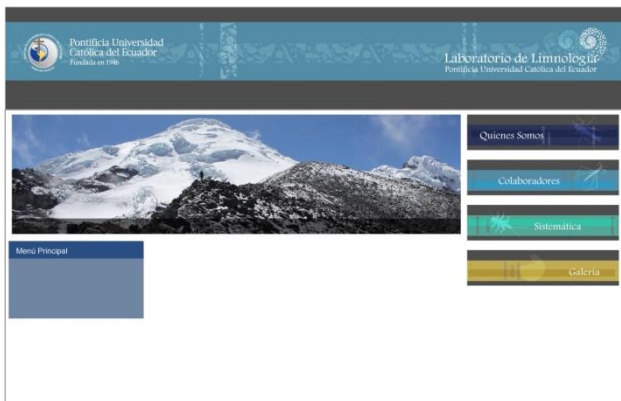 Pontificia Universidad
Católica del Ecuador
Fundada en 1946
Laboratorio de Limnología
Pontificia Universidad Católica del Ecuador
Quienes Somos
Colaboradores
Sistemática
Galería
Menú Principal